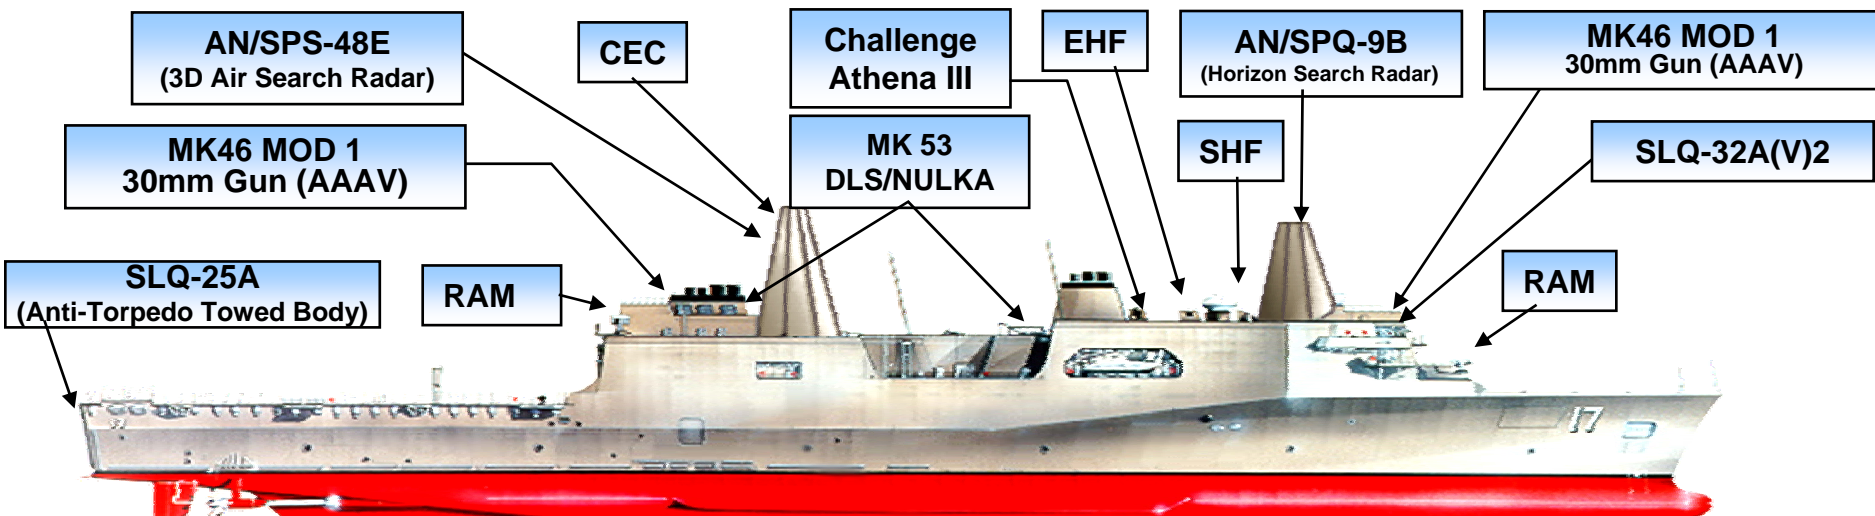 AN/SPS-48E
(3D Air Search Radar)
CEC
Challenge
Athena III
EHF
AN/SPQ-9B
(Horizon Search Radar)
MK46 MOD 1
30mm Gun (AAAV)
MK46 MOD 1
30mm Gun (AAAV)
MK 53
DLS/NULKA
SHF
SLQ-32A(V)2
SLQ-25A
(Anti-Torpedo Towed Body)
RAM
RAM
17